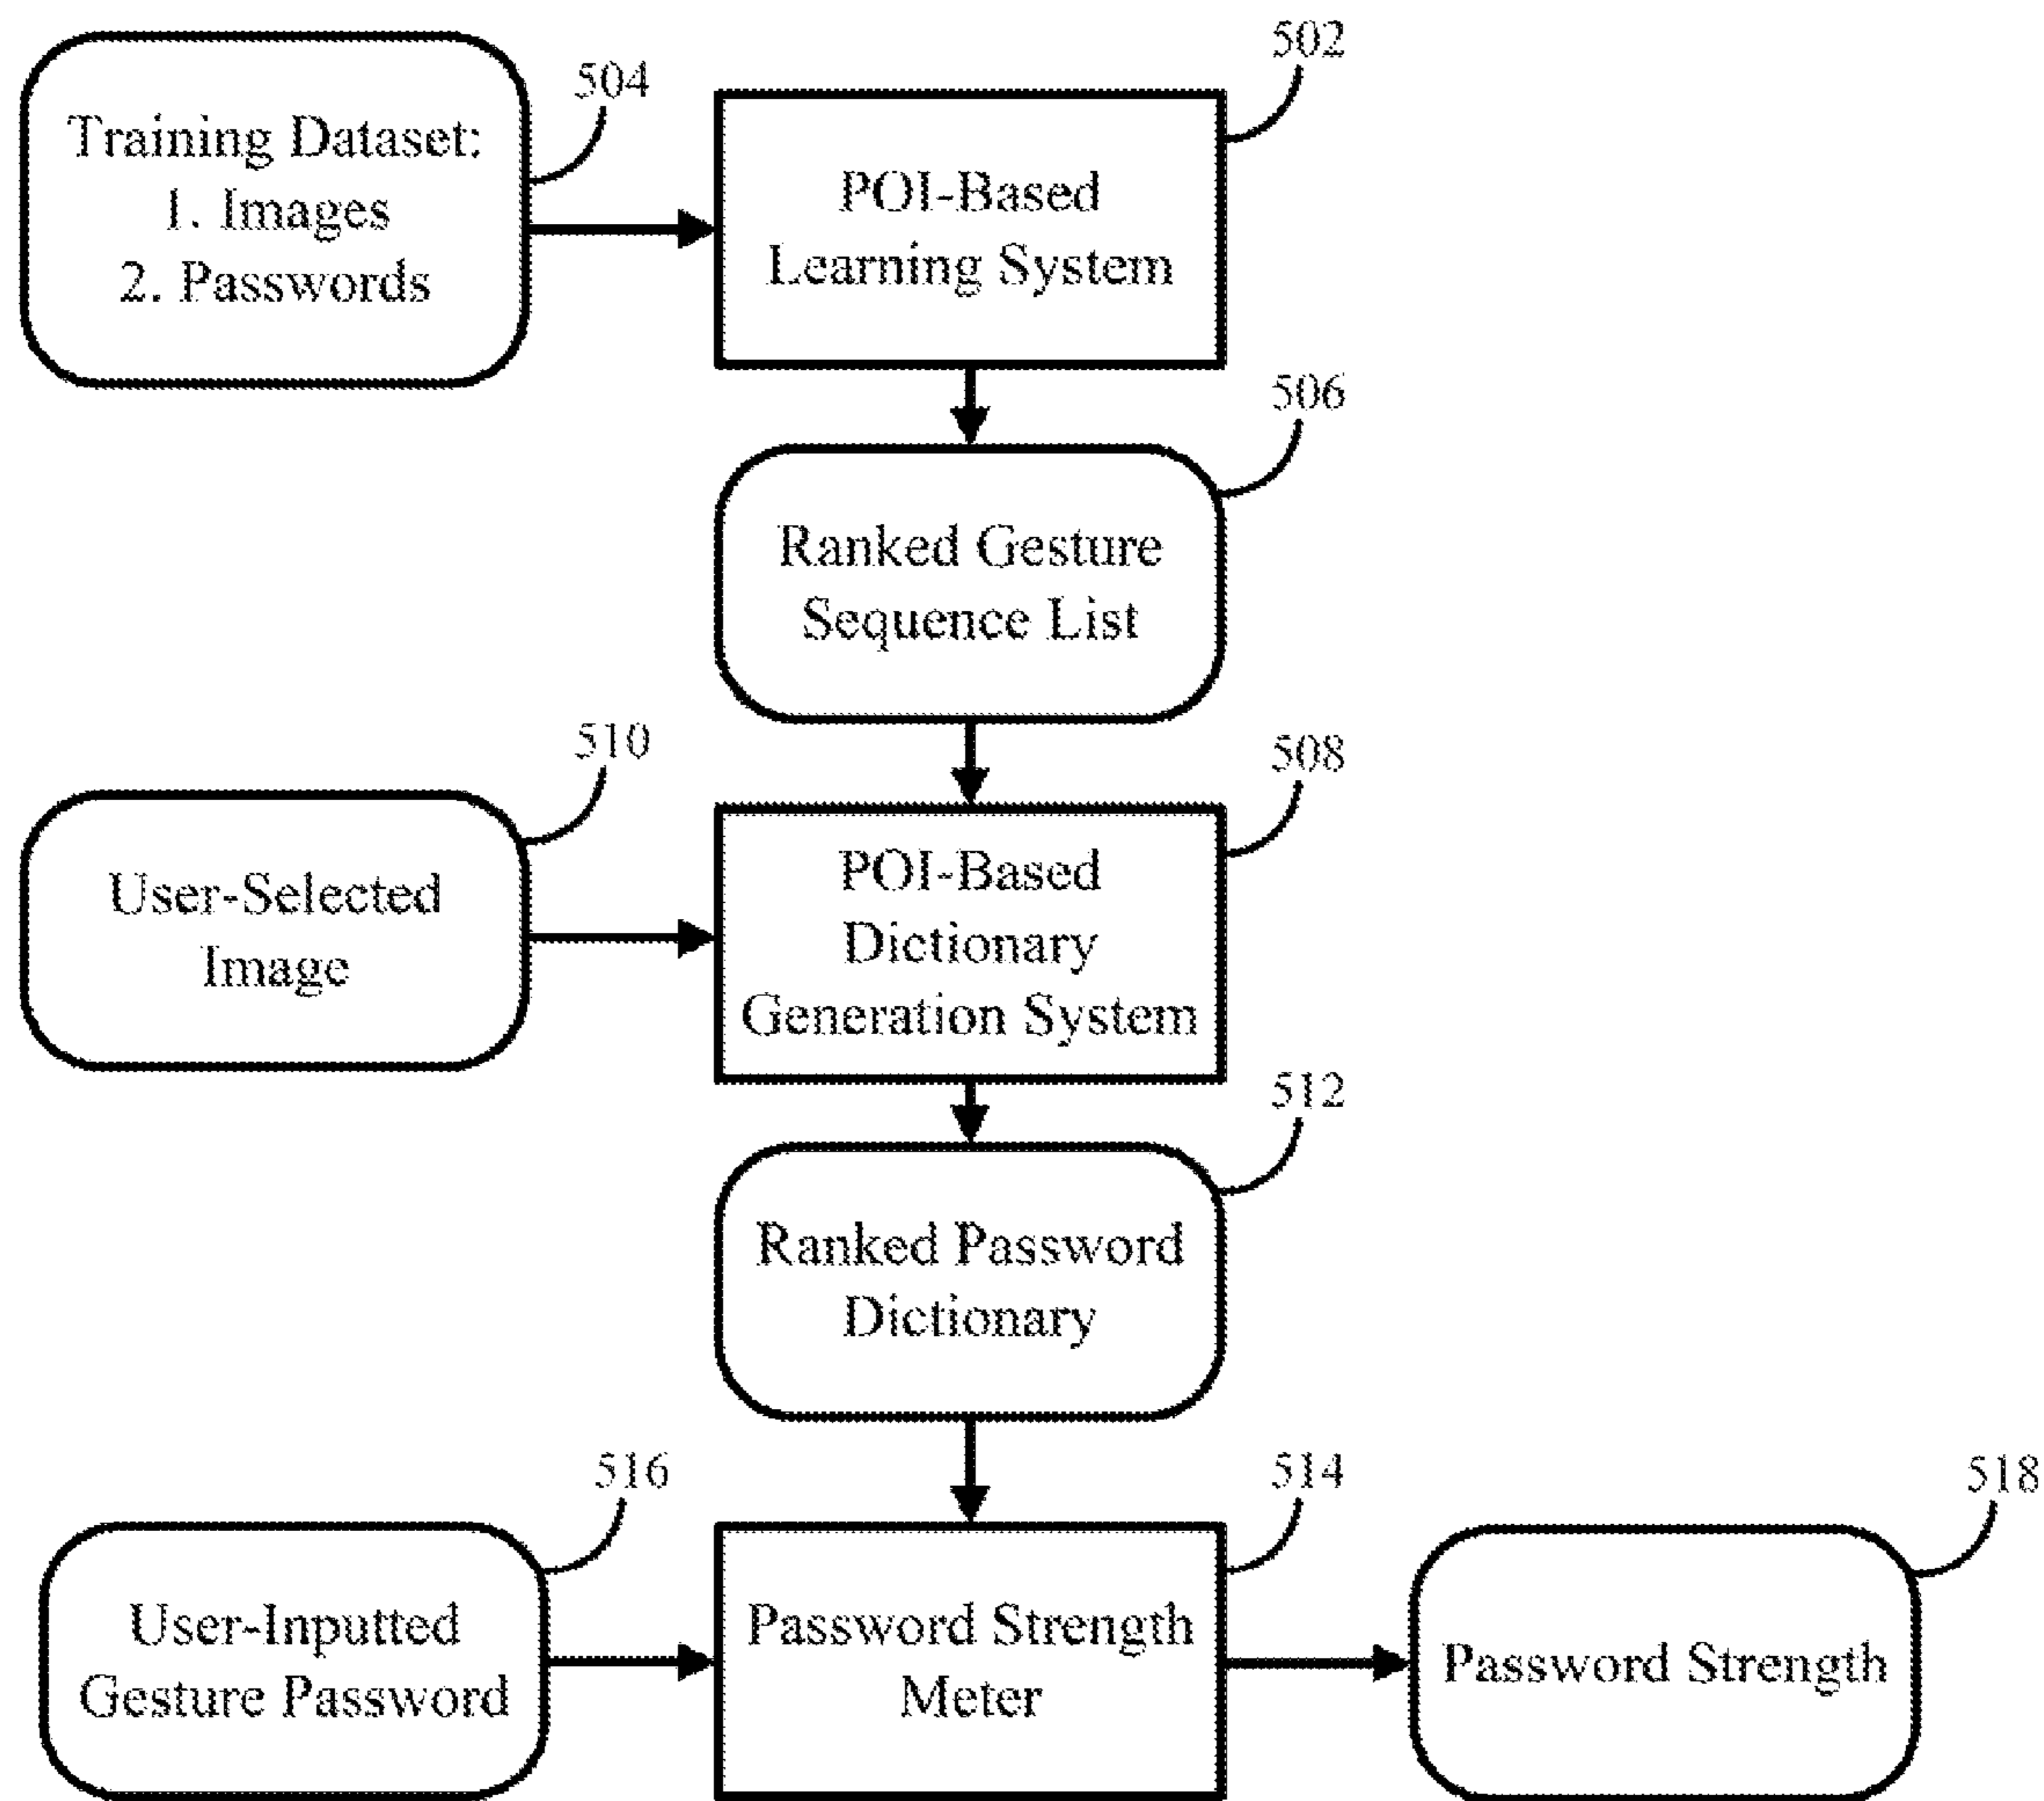 502
504
Training Dataset:
1. Images
2. Passwords
POI-Based
Learning System
506
Ranked Gesture
Sequence List
510
508
User-Selected
Image
POI-Based
Dictionary
Generation System
512
Ranked Password
Dictionary
516
514
518
User-Inputted
Gesture Password
Password Strength
Meter
Password Strength